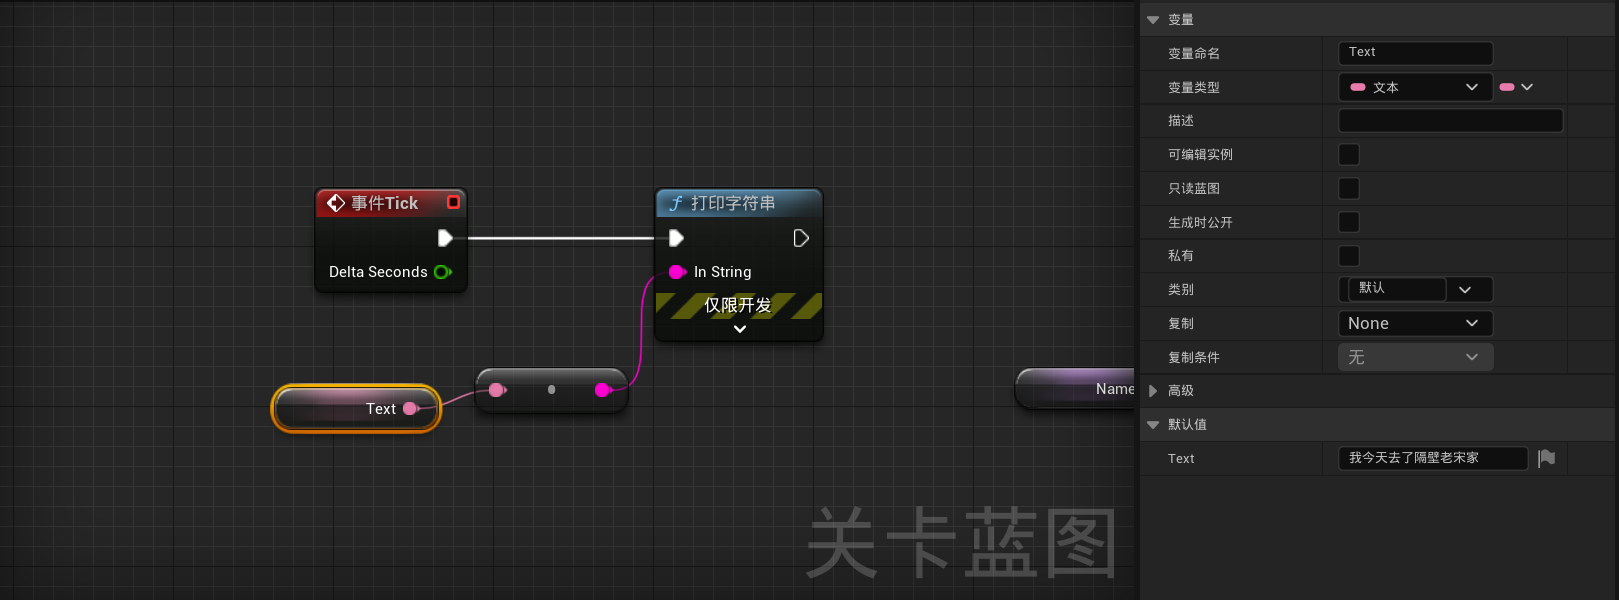 事件Tick
Delta Seconds
打印字符串
In String
仅限开发
Text
Name
关卡蓝图
变量
变量命名 Text
变量类型 文本
描述
可编辑实例
只读蓝图
生成时公开
私有
类别 默认
复制 None
复制条件 无
高级
默认值
Text 我今天去了隔壁老宋家